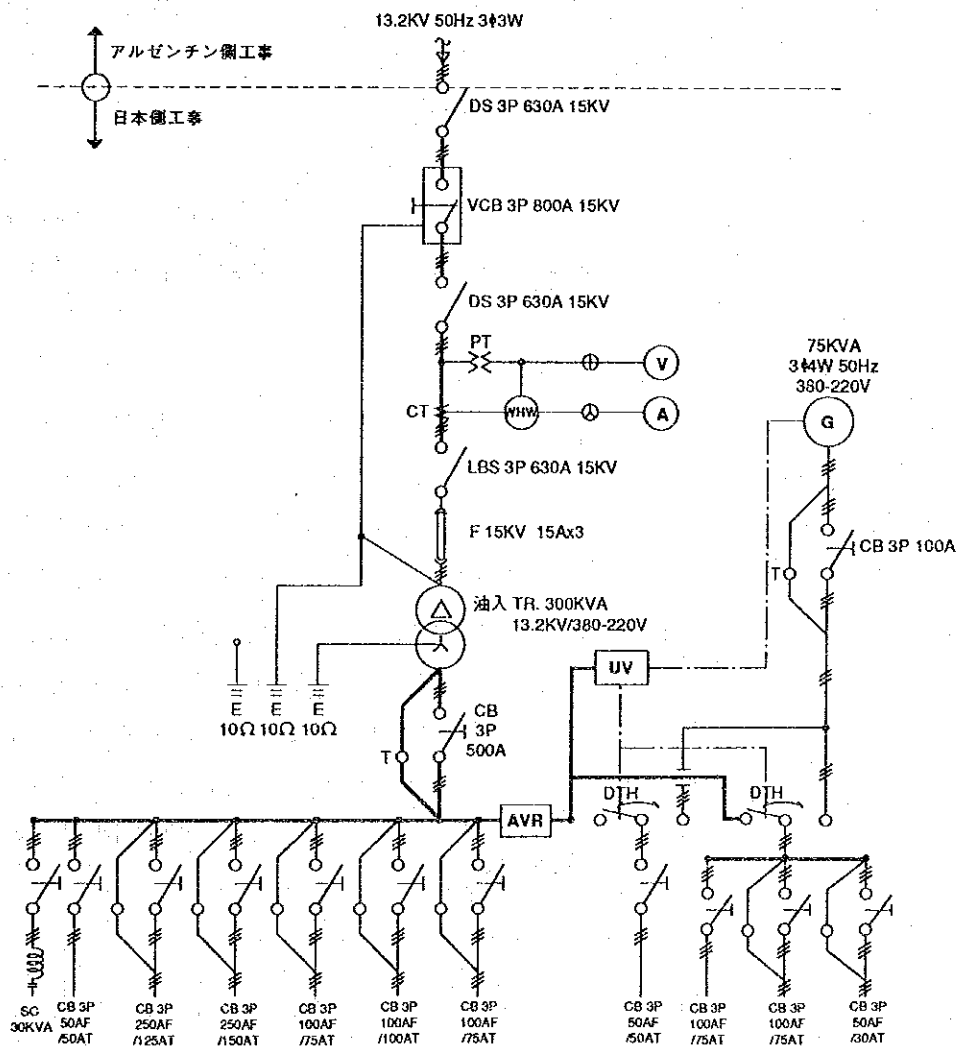 13.2KV 50Hz 3ϕ3W
アルゼンチン側工事
日本側工事
DS 3P 630A 15KV
VCB 3P 800A 15KV
DS 3P 630A 15KV
PT
V
CT
WHW
A
75KVA
3ϕ4W 50Hz
380-220V
G
LBS 3P 630A 15KV
F 15KV 15Ax3
CB 3P 100A
T
油入 TR. 300KVA
13.2KV/380-220V
UV
E
E
E
10Ω
10Ω
10Ω
CB
3P
500A
T
DTH
DTH
AVR
SC
30KVA
CB 3P
50AF
/50AT
CB 3P
250AF
/125AT
CB 3P
250AF
/150AT
CB 3P
100AF
/75AT
CB 3P
100AF
/100AT
CB 3P
100AF
/75AT
CB 3P
50AF
/50AT
CB 3P
100AF
/75AT
CB 3P
100AF
/75AT
CB 3P
50AF
/30AT